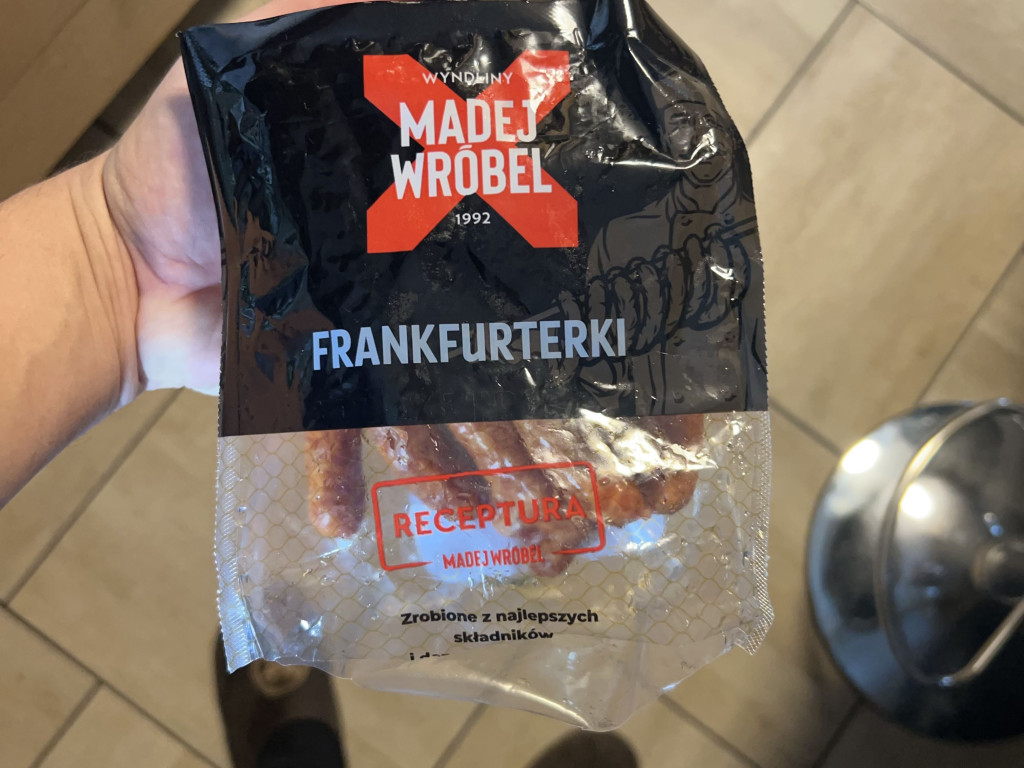 WYNDLINY
MADEJ
WRÓBEL
1992
FRANKFURTERKI
RECEPTURA
MADEJ WRÓBEL
Zrobione z najlepszych
składników
i